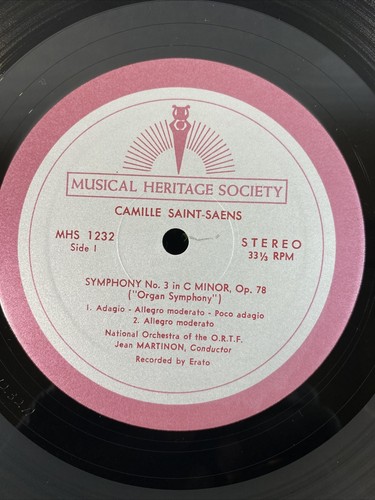 MUSICAL HERITAGE SOCIETY
CAMILLE SAINT-SAENS
MHS 1232
Side 1
STEREO
33⅓ RPM
SYMPHONY No. 3 in C MINOR, Op. 78
("Organ Symphony")
1. Adagio - Allegro moderato - Poco adagio
2. Allegro moderato
National Orchestra of the O.R.T.F.
Jean MARTINON, Conductor
Recorded by Erato